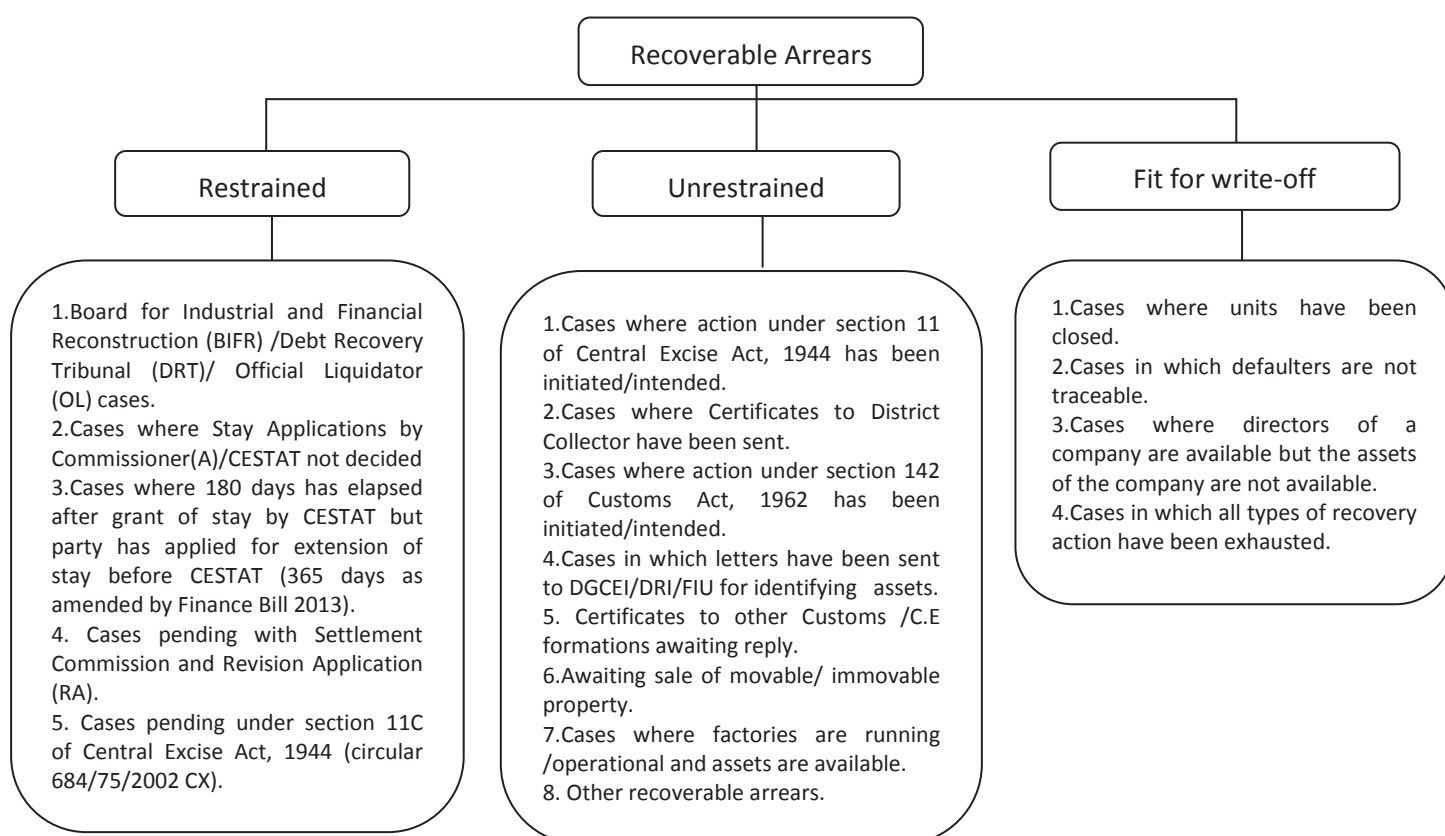 Recoverable Arrears
Restrained
Unrestrained
Fit for write-off
1.Board for Industrial and Financial
Reconstruction (BIFR) /Debt Recovery
Tribunal (DRT)/ Official Liquidator
(OL) cases.
2.Cases where Stay Applications by
Commissioner(A)/CESTAT not decided
3.Cases where 180 days has elapsed
after grant of stay by CESTAT but
party has applied for extension of
stay before CESTAT (365 days as
amended by Finance Bill 2013).
4. Cases pending with Settlement
Commission and Revision Application
(RA).
5. Cases pending under section 11C
of Central Excise Act, 1944 (circular
684/75/2002 CX).
1.Cases where action under section 11
of Central Excise Act, 1944 has been
initiated/intended.
2.Cases where Certificates to District
Collector have been sent.
3.Cases where action under section 142
of Customs Act, 1962 has been
initiated/intended.
4.Cases in which letters have been sent
to DGCEI/DRI/FIU for identifying assets.
5. Certificates to other Customs /C.E
formations awaiting reply.
6.Awaiting sale of movable/ immovable
property.
7.Cases where factories are running
/operational and assets are available.
8. Other recoverable arrears.
1.Cases where units have been
closed.
2.Cases in which defaulters are not
traceable.
3.Cases where directors of a
company are available but the assets
of the company are not available.
4.Cases in which all types of recovery
action have been exhausted.